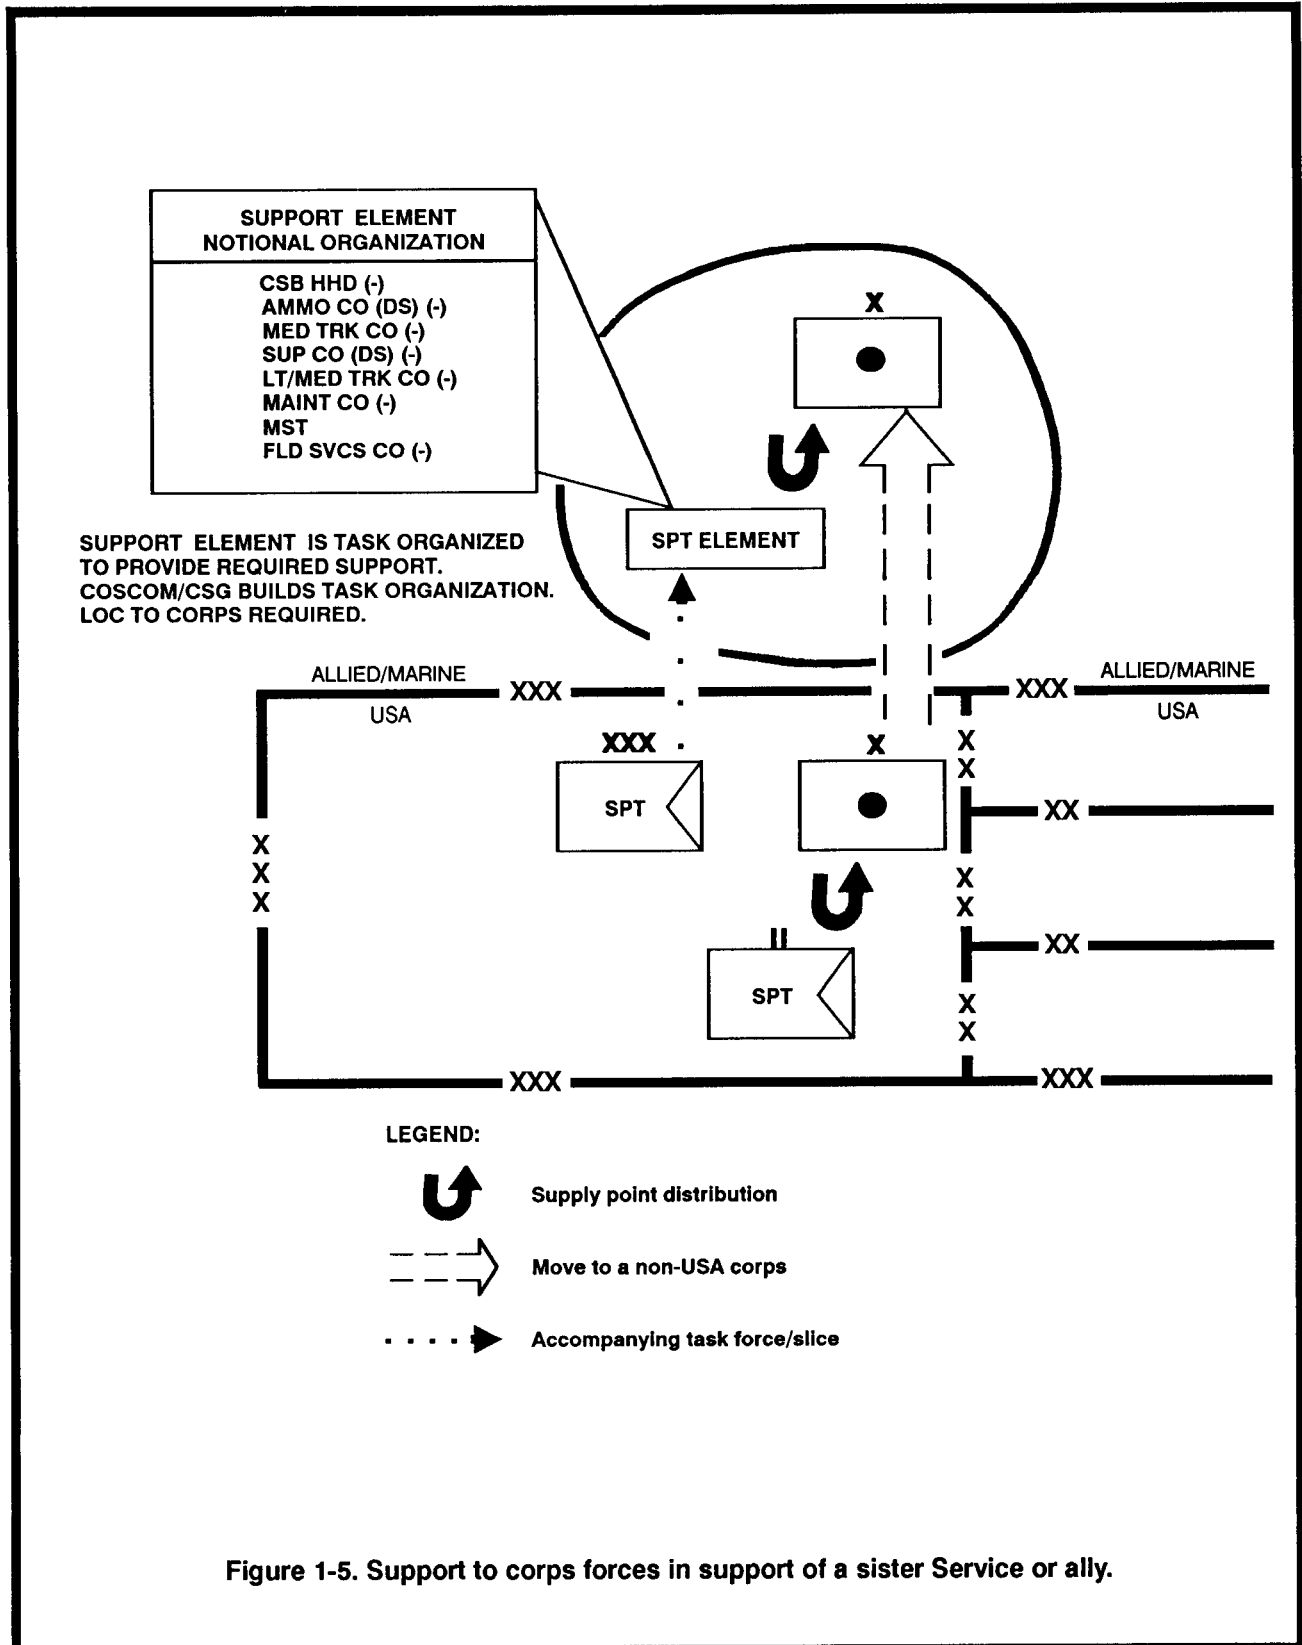 SUPPORT ELEMENT
NOTIONAL ORGANIZATION
CSB HHD (-)
AMMO CO (DS) (-)
MED TRK CO (-)
SUP CO (DS) (-)
LT/MED TRK CO (-)
MAINT CO (-)
MST
FLD SVCS CO (-)
X
SPT ELEMENT
SUPPORT ELEMENT IS TASK ORGANIZED
TO PROVIDE REQUIRED SUPPORT.
COSCOM/CSG BUILDS TASK ORGANIZATION.
LOC TO CORPS REQUIRED.
ALLIED/MARINE
XXX
USA
ALLIED/MARINE
XXX
USA
XXX
SPT
X
X
X
XX
X
X
X
X
X
XX
II
SPT
X
X
XXX
XXX
LEGEND:
Supply point distribution
Move to a non-USA corps
Accompanying task force/slice
Figure 1-5. Support to corps forces in support of a sister Service or ally.